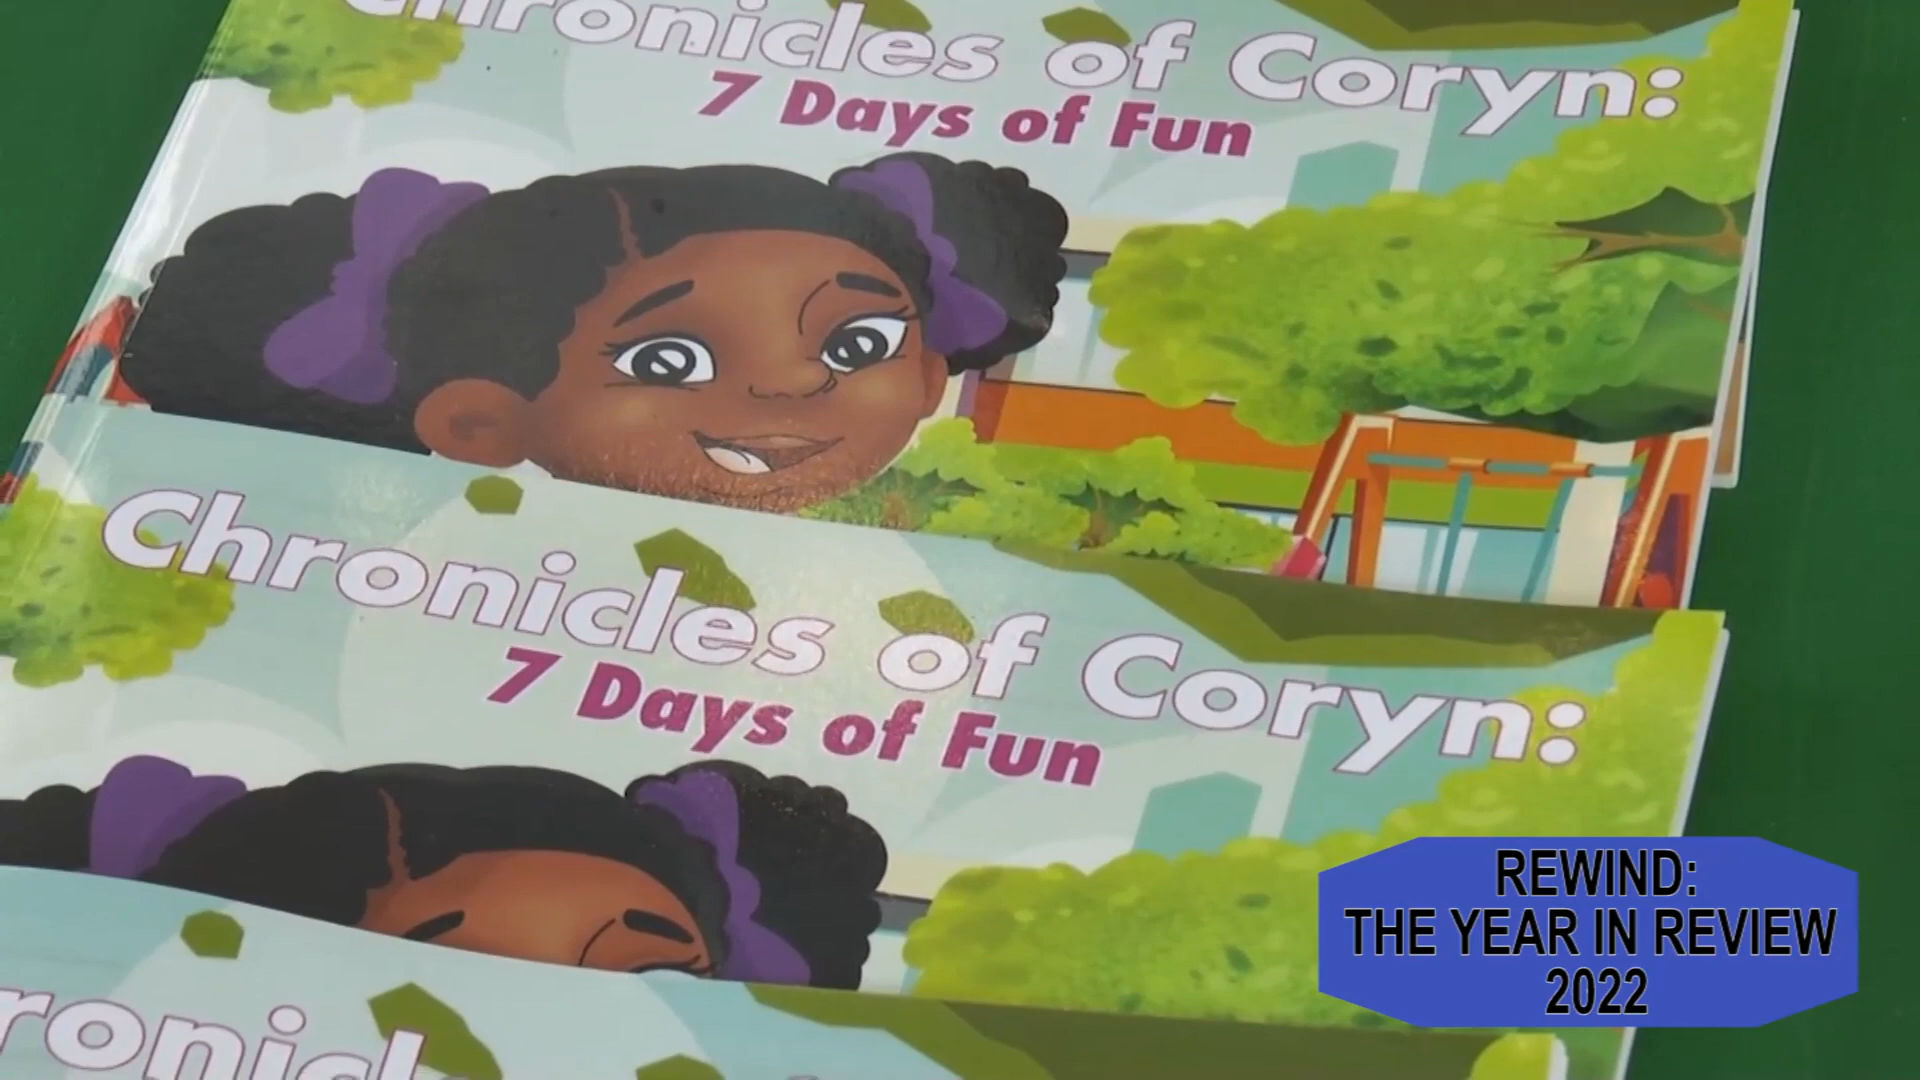 Chronicles of Coryn:
7 Days of Fun
Chronicles of Coryn:
7 Days of Fun
REWIND:
THE YEAR IN REVIEW
2022